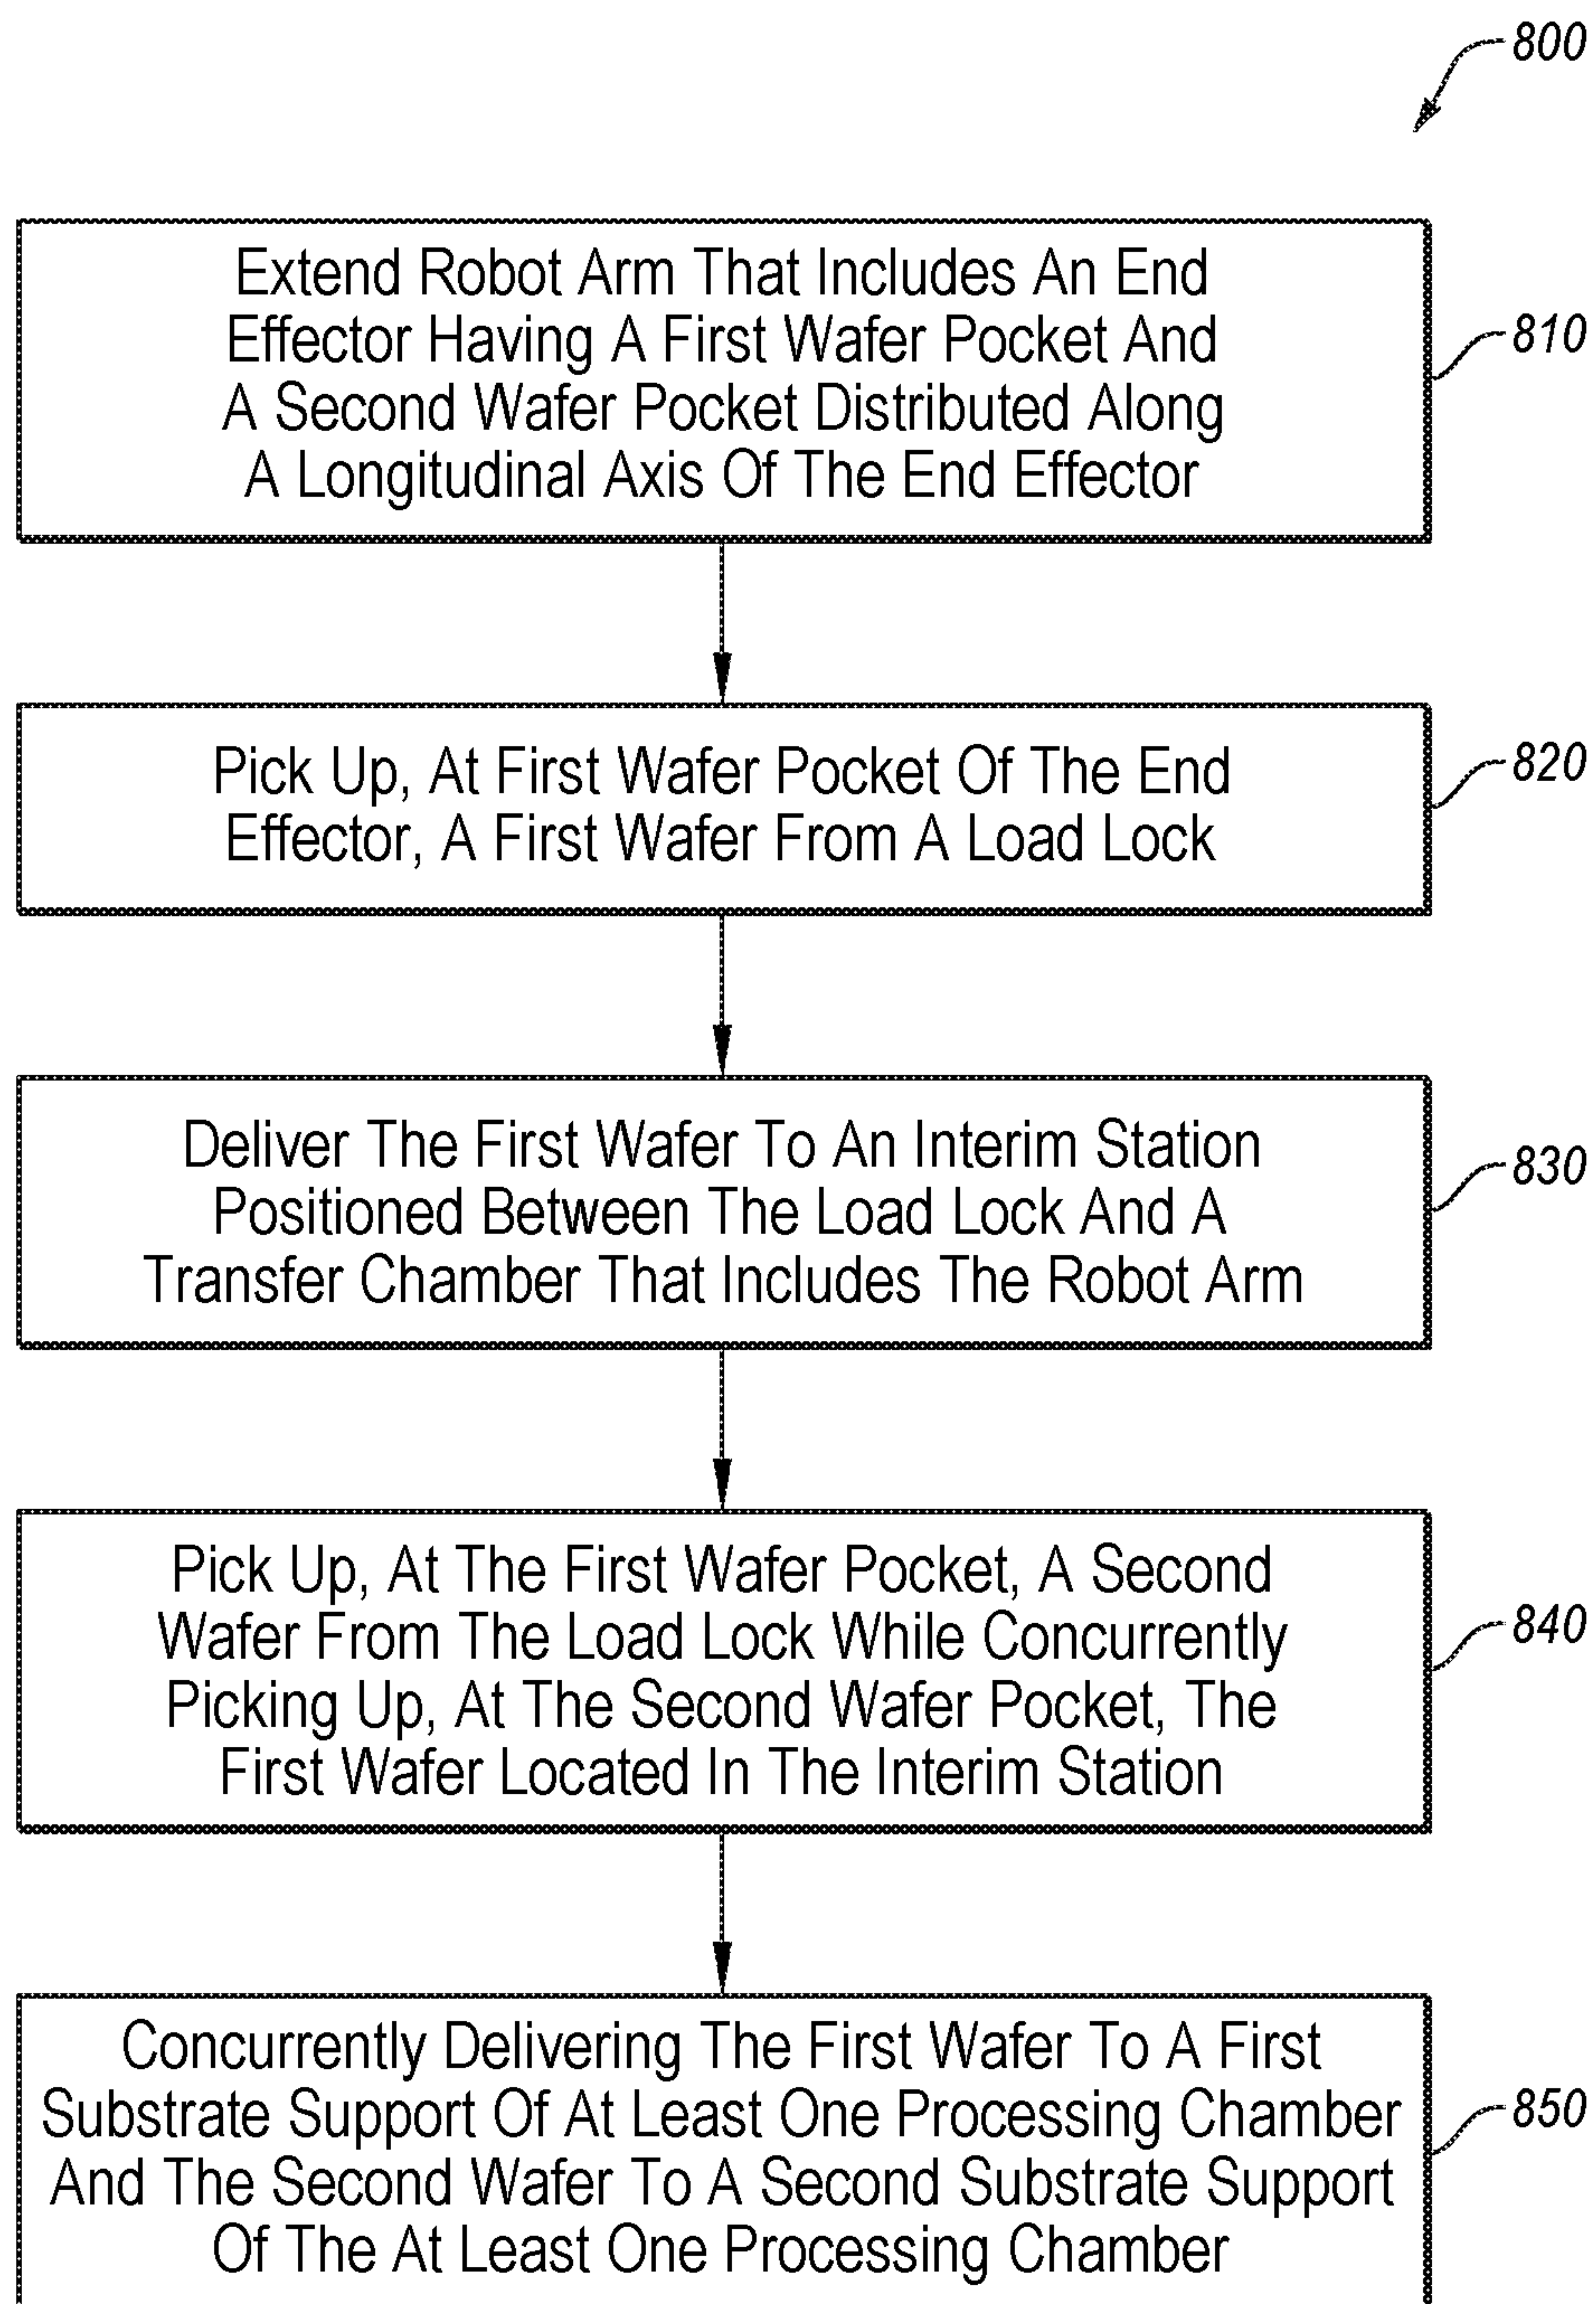 800
Extend Robot Arm That Includes An End
Effector Having A First Wafer Pocket And
A Second Wafer Pocket Distributed Along
A Longitudinal Axis Of The End Effector
810
Pick Up, At First Wafer Pocket Of The End
Effector, A First Wafer From A Load Lock
820
Deliver The First Wafer To An Interim Station
Positioned Between The Load Lock And A
Transfer Chamber That Includes The Robot Arm
830
Pick Up, At The First Wafer Pocket, A Second
Wafer From The Load Lock While Concurrently
Picking Up, At The Second Wafer Pocket, The
First Wafer Located In The Interim Station
840
Concurrently Delivering The First Wafer To A First
Substrate Support Of At Least One Processing Chamber
And The Second Wafer To A Second Substrate Support
Of The At Least One Processing Chamber
850